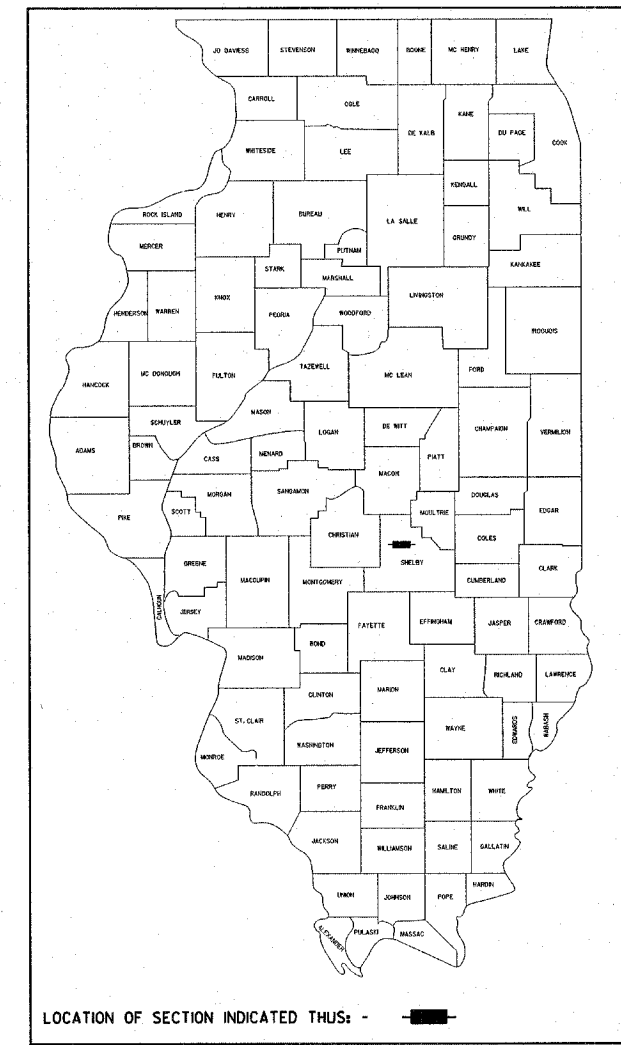 JO DAVIESS STEVENSON WINNEBAGO BOONE MC HENRY LAKE
CARROLL OGLE DE KALB KANE DU PAGE COOK
WHITESIDE LEE
KENDALL
ROCK ISLAND HENRY BUREAU LA SALLE GRUNDY WILL
MERCER PUTNAM
KANKAKEE
STARK MARSHALL
HENDERSON WARREN KNOX PEORIA WOODFORD LIVINGSTON IROQUOIS
HANCOCK MC DONOUGH FULTON TAZEWELL MC LEAN FORD
MASON
SCHUYLER LOGAN DE WITT CHAMPAIGN VERMILION
ADAMS BROWN CASS MENARD PIATT
MACON
MORGAN SANGAMON DOUGLAS
PIKE SCOTT MOULTRIE EDGAR
CHRISTIAN COLES
GREENE MACOUPIN MONTGOMERY SHELBY CLARK
CUMBERLAND
CALHOUN JERSEY
FAYETTE EFFINGHAM JASPER CRAWFORD
MADISON BOND
CLAY RICHLAND LAWRENCE
CLINTON MARION
ST. CLAIR WAYNE EDWARDS WABASH
WASHINGTON JEFFERSON
MONROE
RANDOLPH PERRY HAMILTON WHITE
FRANKLIN
JACKSON WILLIAMSON SALINE GALLATIN
HARDIN
UNION JOHNSON POPE
ALEXANDER PULASKI MASSAC
LOCATION OF SECTION INDICATED THUS: -